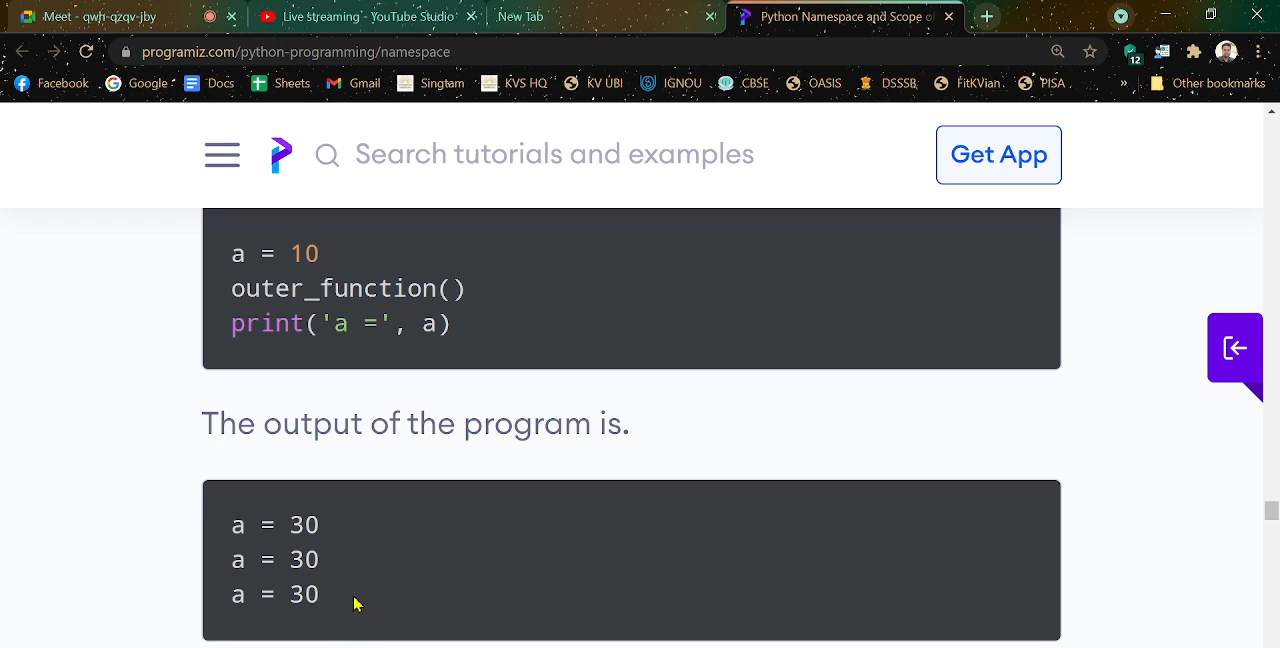 Meet - qwh-qzqv-jby
Live streaming - YouTube Studio
New Tab
Python Namespace and Scope of
programiz.com/python-programming/namespace
12
Facebook
Google
Docs
Sheets
Gmail
Singtam
KVS HQ
KV UBI
IGNOU
CBSE
OASIS
DSSSB
FitKVian
PISA
»
Other bookmarks
Search tutorials and examples
Get App
a = 10
outer_function()
print('a =', a)
The output of the program is.
a = 30
a = 30
a = 30